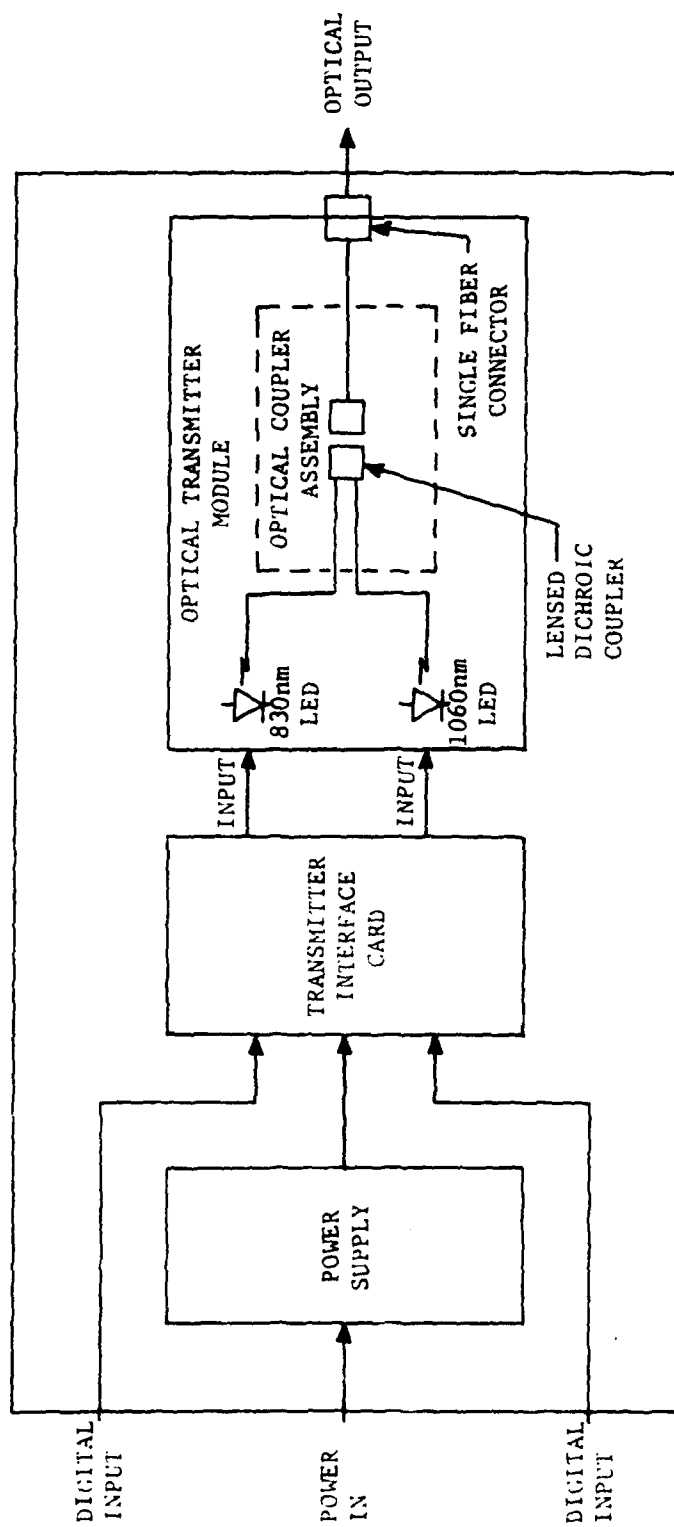 DIGITAL
INPUT
POWER
IN
DIGITAL
INPUT
POWER
SUPPLY
TRANSMITTER
INTERFACE
CARD
INPUT
INPUT
OPTICAL TRANSMITTER
MODULE
830nm
LED
1060nm
LED
OPTICAL COUPLER
ASSEMBLY
LENSED
DICHROIC
COUPLER
SINGLE FIBER
CONNECTOR
OPTICAL
OUTPUT